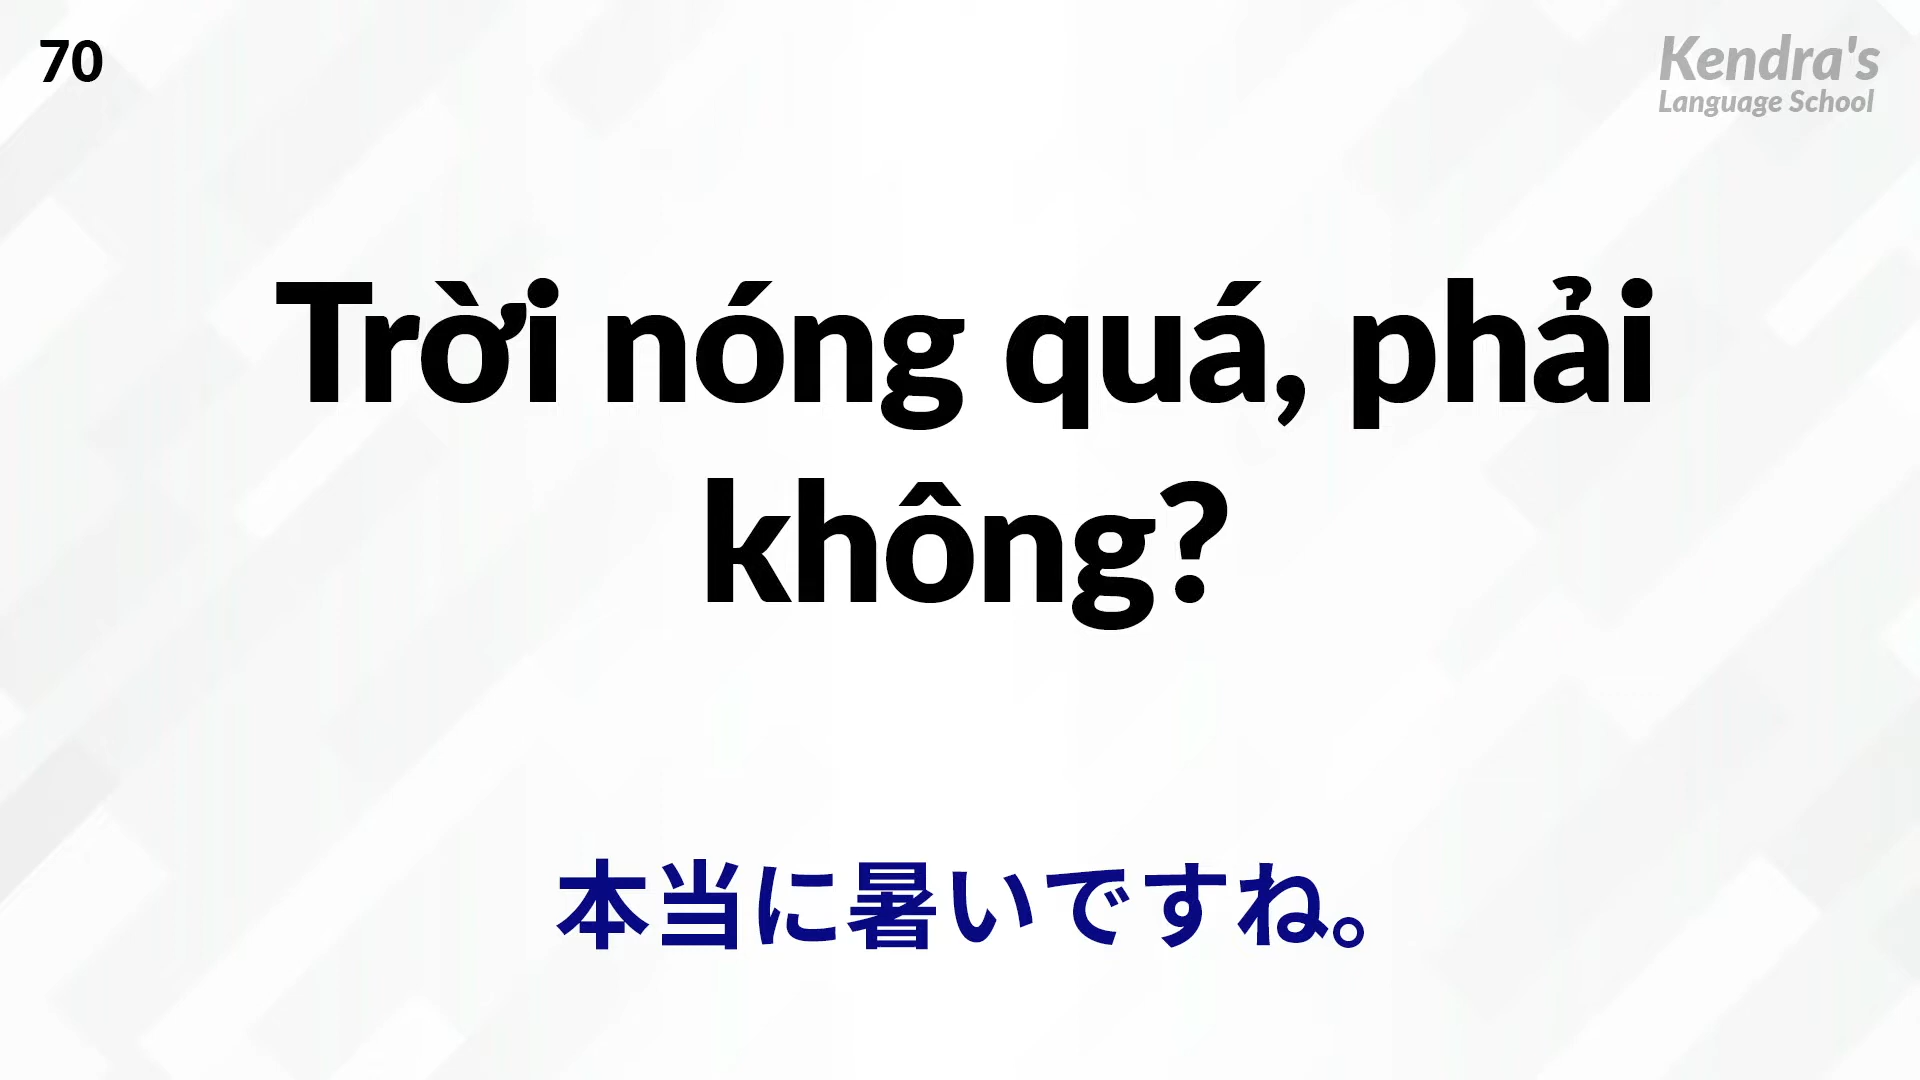 70
Kendra's
Language School
Trời nóng quá, phải
không?
本当に暑いですね。